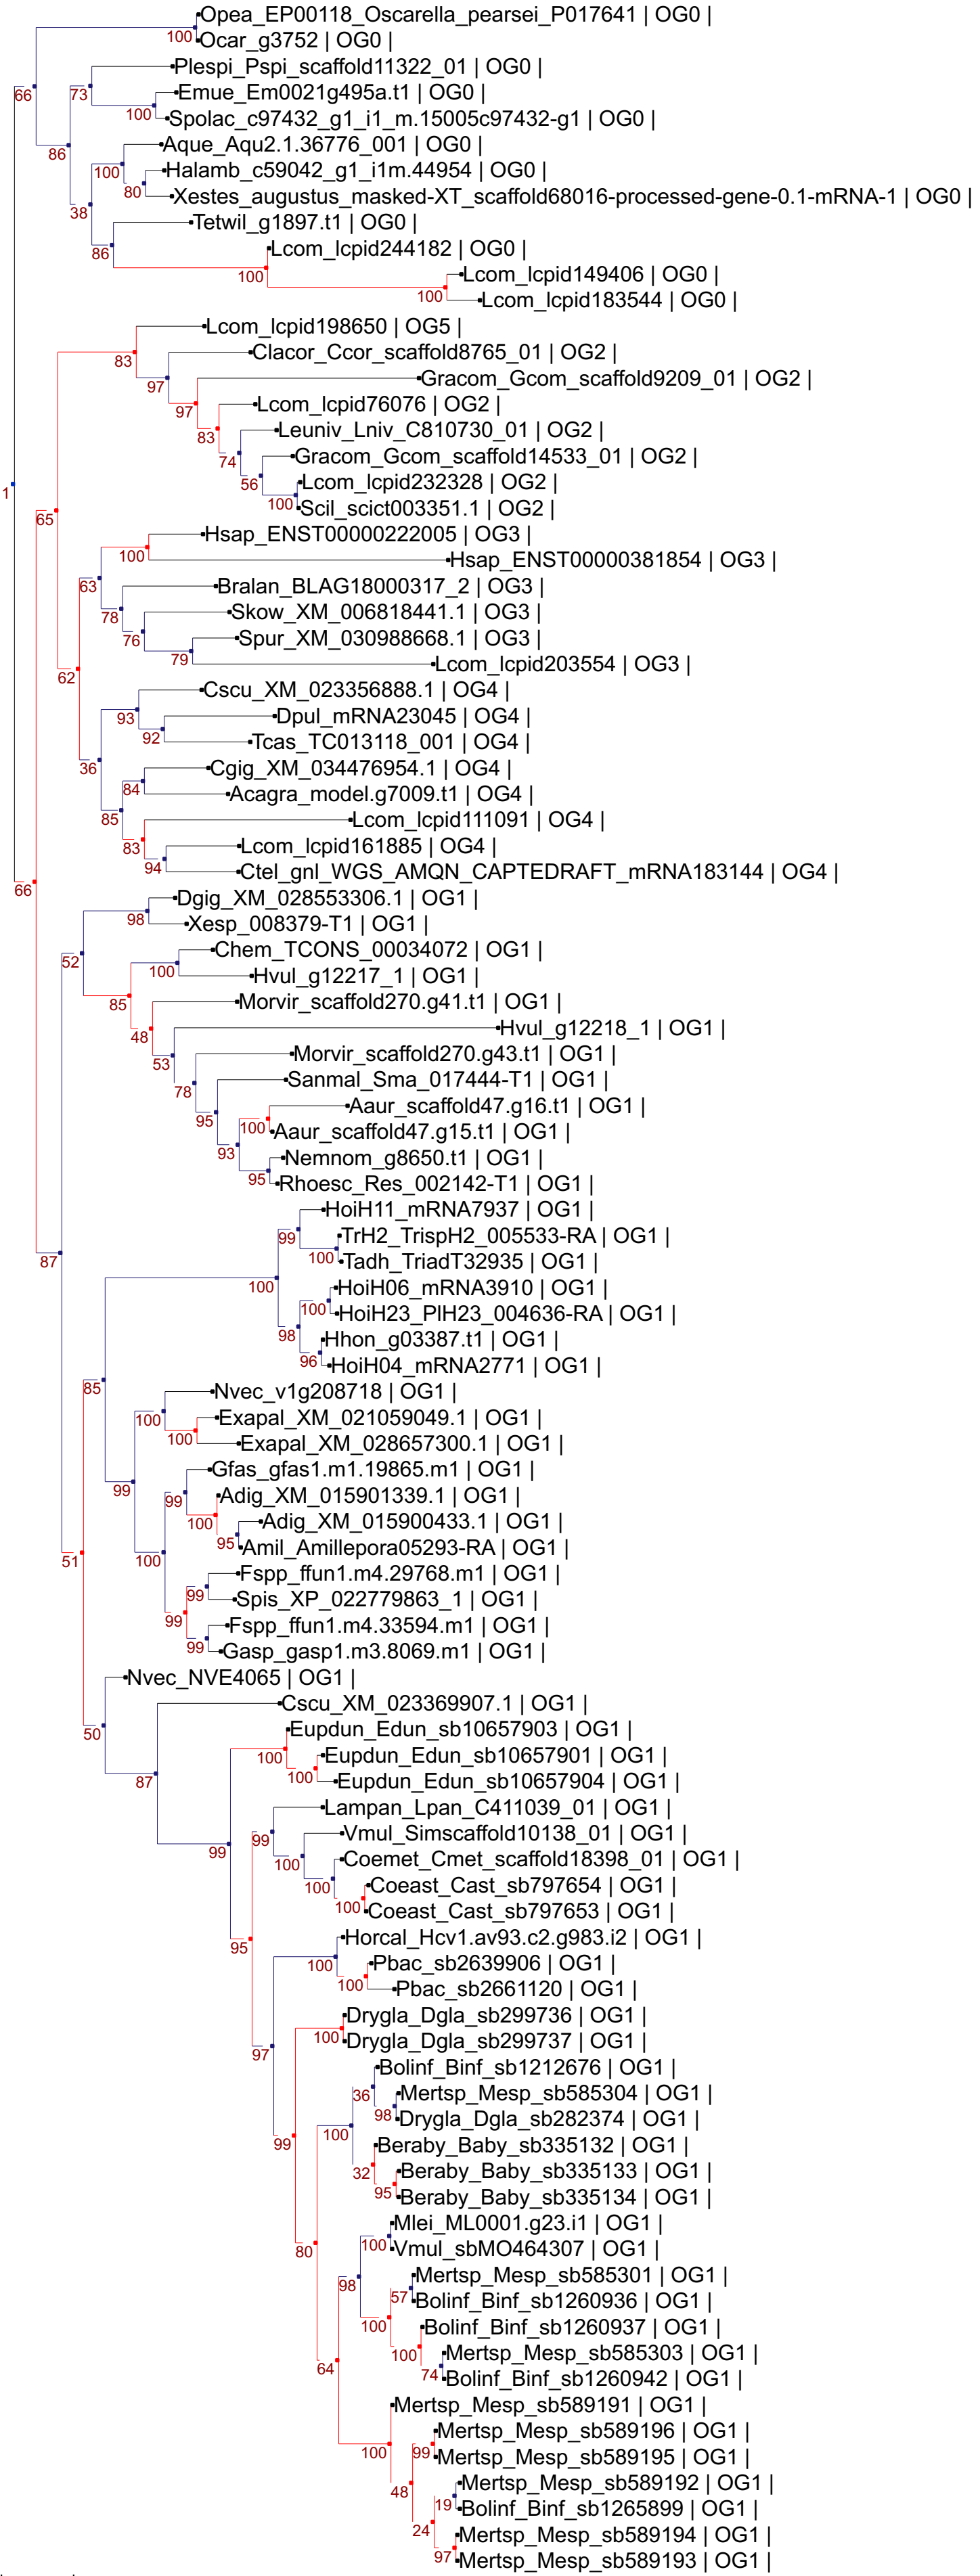 Opea_EP00118_Oscarella_pearsei_P017641 | OG0 |
100
Ocar_g3752 | OG0 |
Plespi_Pspi_scaffold11322_01 | OG0 |
66
73
Emue_Em0021g495a.t1 | OG0 |
100
Spolac_c97432_g1_i1_m.15005c97432-g1 | OG0 |
86
Aque_Aqu2.1.36776_001 | OG0 |
100
Halamb_c59042_g1_i1m.44954 | OG0 |
80
Xestes_augustus_masked-XT_scaffold68016-processed-gene-0.1-mRNA-1 | OG0 |
38
Tetwil_g1897.t1 | OG0 |
86
Lcom_lcpid244182 | OG0 |
100
Lcom_lcpid149406 | OG0 |
100
Lcom_lcpid183544 | OG0 |
Lcom_lcpid198650 | OG5 |
83
Clacor_Ccor_scaffold8765_01 | OG2 |
97
Gracom_Gcom_scaffold9209_01 | OG2 |
97
Lcom_lcpid76076 | OG2 |
83
Leuniv_Lniv_C810730_01 | OG2 |
74
Gracom_Gcom_scaffold14533_01 | OG2 |
56
Lcom_lcpid232328 | OG2 |
1
100
Scil_scict003351.1 | OG2 |
65
Hsap_ENST00000222005 | OG3 |
100
Hsap_ENST00000381854 | OG3 |
63
Bralan_BLAG18000317_2 | OG3 |
78
Skow_XM_006818441.1 | OG3 |
76
Spur_XM_030988668.1 | OG3 |
79
Lcom_lcpid203554 | OG3 |
62
Cscu_XM_023356888.1 | OG4 |
93
Dpul_mRNA23045 | OG4 |
92
Tcas_TC013118_001 | OG4 |
36
Cgig_XM_034476954.1 | OG4 |
84
Acagra_model.g7009.t1 | OG4 |
85
Lcom_lcpid111091 | OG4 |
83
Lcom_lcpid161885 | OG4 |
94
Ctel_gnl_WGS_AMQN_CAPTEDRAFT_mRNA183144 | OG4 |
66
Dgig_XM_028553306.1 | OG1 |
98
Xesp_008379-T1 | OG1 |
52
Chem_TCONS_00034072 | OG1 |
100
Hvul_g12217_1 | OG1 |
85
Morvir_scaffold270.g41.t1 | OG1 |
48
Hvul_g12218_1 | OG1 |
53
Morvir_scaffold270.g43.t1 | OG1 |
78
Sanmal_Sma_017444-T1 | OG1 |
95
Aaur_scaffold47.g16.t1 | OG1 |
100
Aaur_scaffold47.g15.t1 | OG1 |
93
Nemnom_g8650.t1 | OG1 |
95
Rhoesc_Res_002142-T1 | OG1 |
HoiH11_mRNA7937 | OG1 |
99
TrH2_TrispH2_005533-RA | OG1 |
100
Tadh_TriadT32935 | OG1 |
87
100
HoiH06_mRNA3910 | OG1 |
100
HoiH23_PlH23_004636-RA | OG1 |
98
Hhon_g03387.t1 | OG1 |
96
HoiH04_mRNA2771 | OG1 |
85
Nvec_v1g208718 | OG1 |
100
Exapal_XM_021059049.1 | OG1 |
100
Exapal_XM_028657300.1 | OG1 |
99
Gfas_gfas1.m1.19865.m1 | OG1 |
99
Adig_XM_015901339.1 | OG1 |
100
Adig_XM_015900433.1 | OG1 |
95
Amil_Amillepora05293-RA | OG1 |
51
100
Fspp_ffun1.m4.29768.m1 | OG1 |
99
Spis_XP_022779863_1 | OG1 |
99
Fspp_ffun1.m4.33594.m1 | OG1 |
99
Gasp_gasp1.m3.8069.m1 | OG1 |
Nvec_NVE4065 | OG1 |
50
Cscu_XM_023369907.1 | OG1 |
Eupdun_Edun_sb10657903 | OG1 |
100
Eupdun_Edun_sb10657901 | OG1 |
100
Eupdun_Edun_sb10657904 | OG1 |
87
Lampan_Lpan_C411039_01 | OG1 |
99
Vmul_Simscaffold10138_01 | OG1 |
99
100
Coemet_Cmet_scaffold18398_01 | OG1 |
100
Coeast_Cast_sb797654 | OG1 |
100
Coeast_Cast_sb797653 | OG1 |
95
Horcal_Hcv1.av93.c2.g983.i2 | OG1 |
100
Pbac_sb2639906 | OG1 |
100
Pbac_sb2661120 | OG1 |
Drygla_Dgla_sb299736 | OG1 |
100
Drygla_Dgla_sb299737 | OG1 |
97
Bolinf_Binf_sb1212676 | OG1 |
36
Mertsp_Mesp_sb585304 | OG1 |
98
Drygla_Dgla_sb282374 | OG1 |
100
99
Beraby_Baby_sb335132 | OG1 |
32
Beraby_Baby_sb335133 | OG1 |
95
Beraby_Baby_sb335134 | OG1 |
Mlei_ML0001.g23.i1 | OG1 |
100
80
Vmul_sbMO464307 | OG1 |
Mertsp_Mesp_sb585301 | OG1 |
98
57
Bolinf_Binf_sb1260936 | OG1 |
100
Bolinf_Binf_sb1260937 | OG1 |
100
Mertsp_Mesp_sb585303 | OG1 |
64
74
Bolinf_Binf_sb1260942 | OG1 |
Mertsp_Mesp_sb589191 | OG1 |
Mertsp_Mesp_sb589196 | OG1 |
100
99
Mertsp_Mesp_sb589195 | OG1 |
48
Mertsp_Mesp_sb589192 | OG1 |
19
Bolinf_Binf_sb1265899 | OG1 |
24
Mertsp_Mesp_sb589194 | OG1 |
97
Mertsp_Mesp_sb589193 | OG1 |